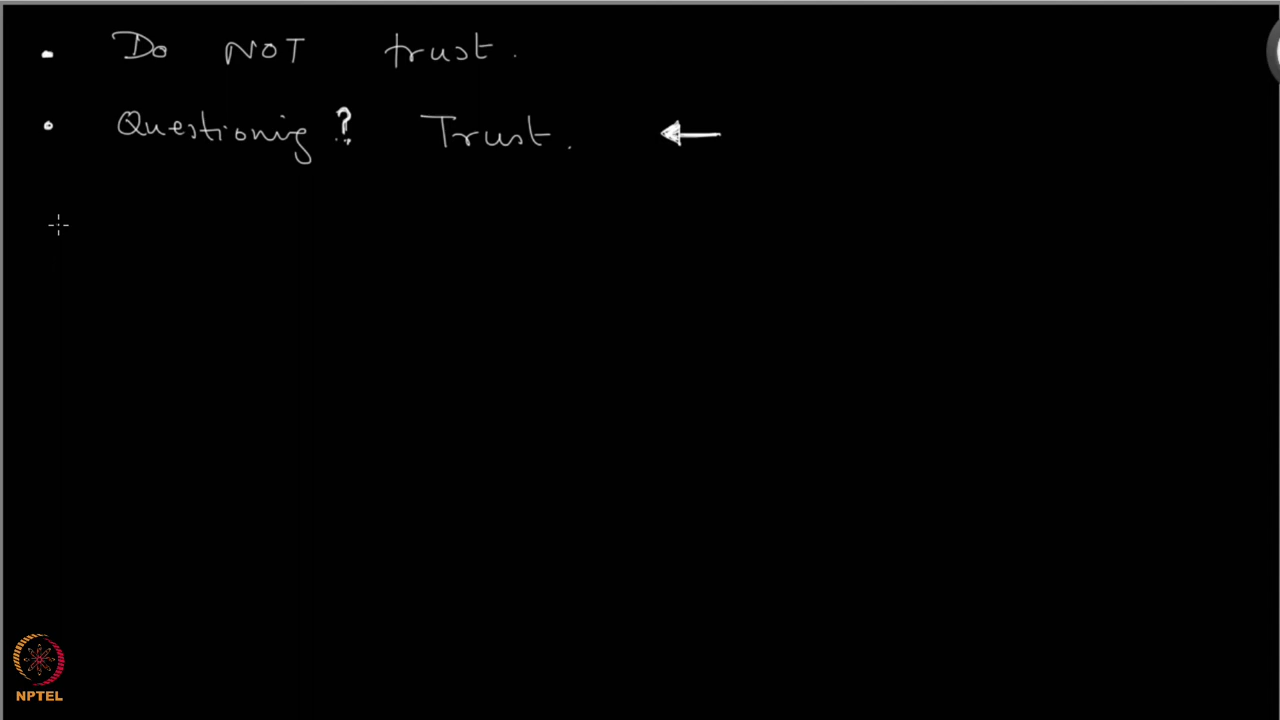 • Do NOT trust.
• Questioning? Trust. ←
NPTEL